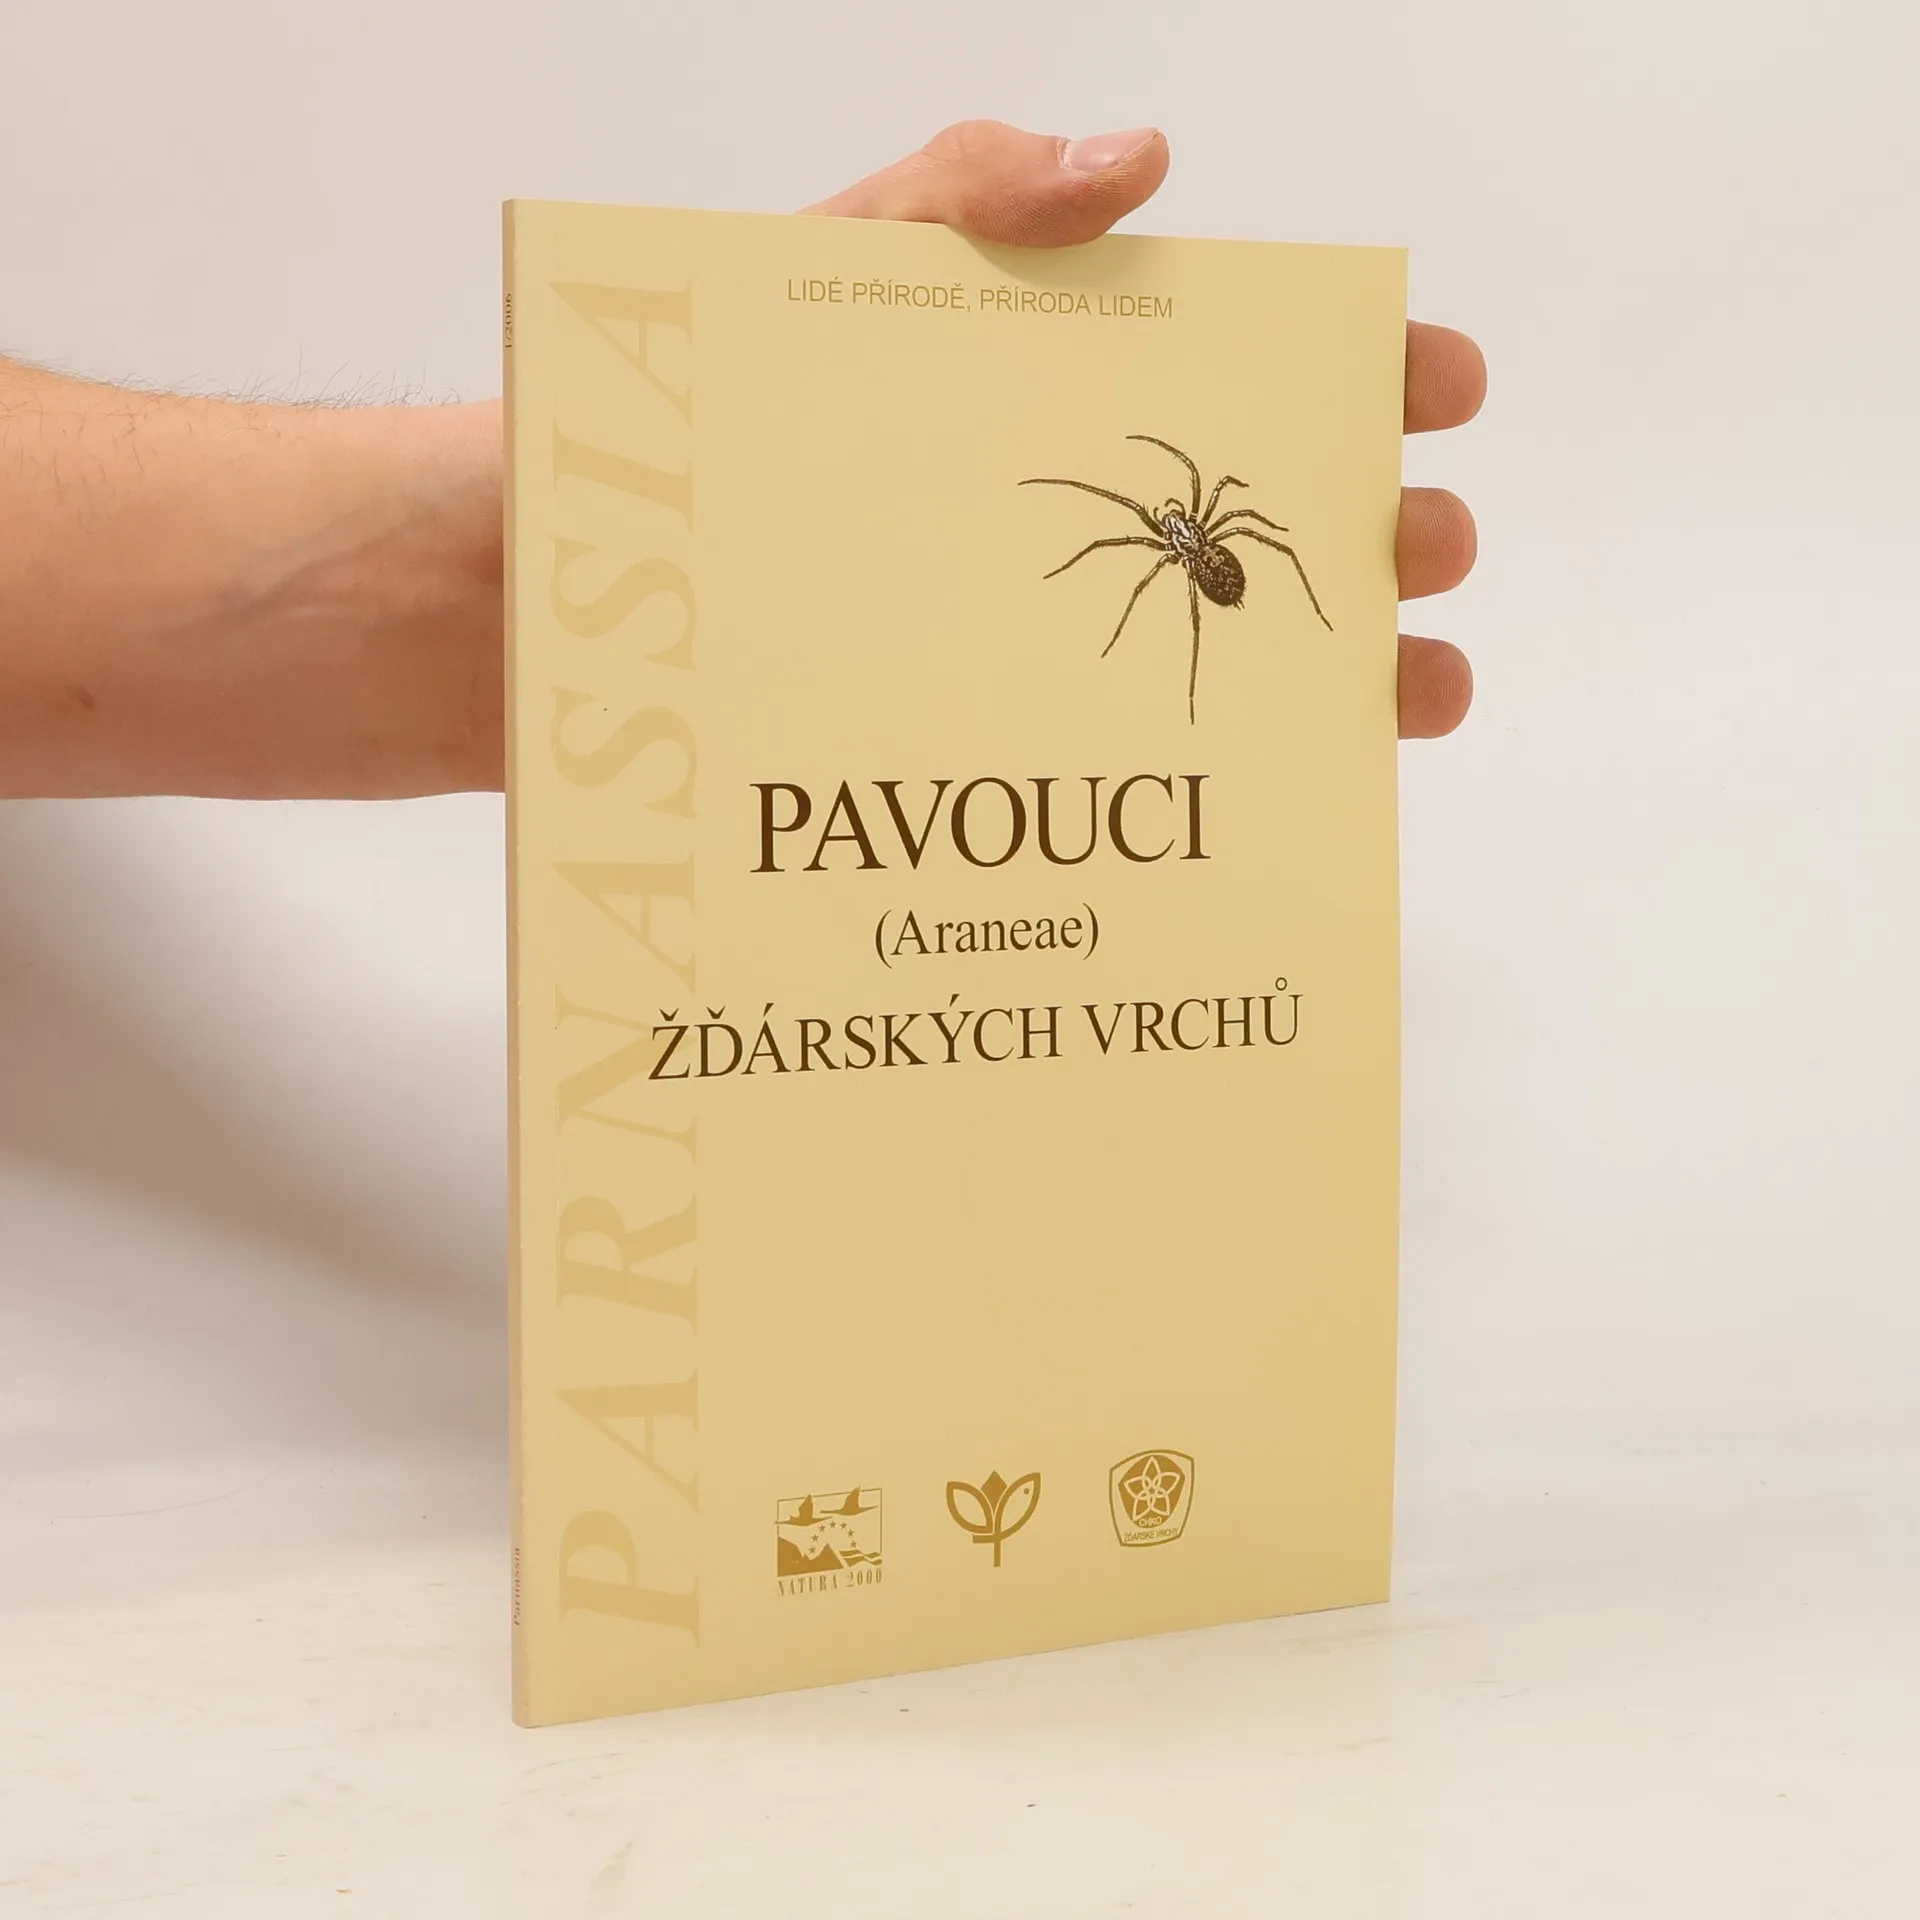 LIDÉ PŘÍRODĚ, PŘÍRODA LIDEM
PARNASSIA
PAVOUCI
(Araneae)
ŽĎÁRSKÝCH VRCHŮ
NATURA 2000
CHKO
ŽĎÁRSKÉ VRCHY
1/2006
Parnassia